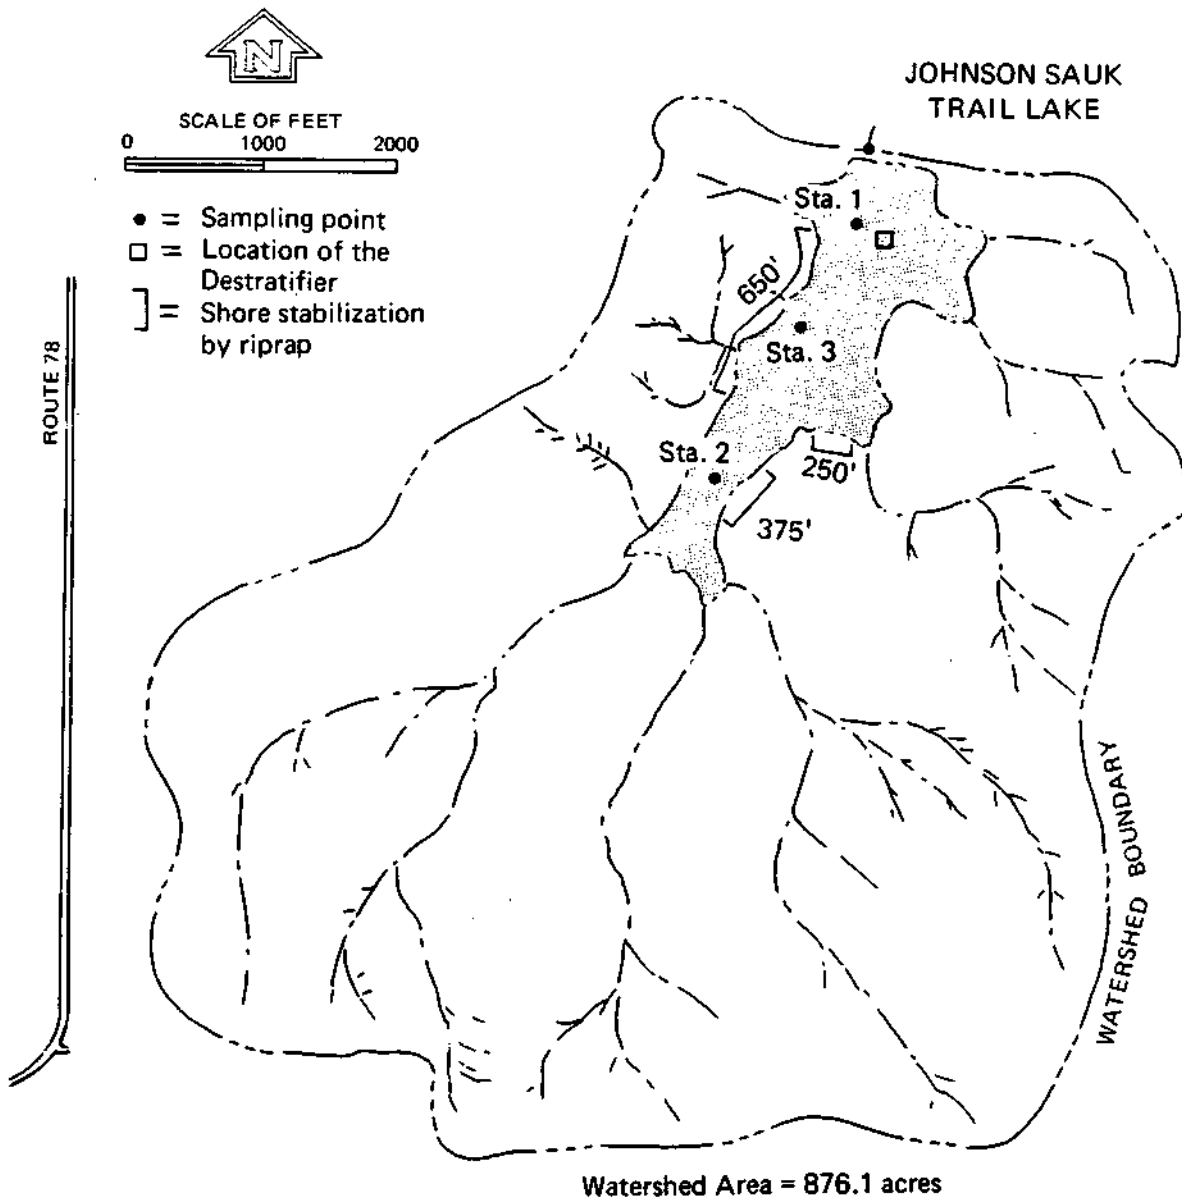 N
JOHNSON SAUK
TRAIL LAKE
SCALE OF FEET
0 1000 2000
● = Sampling point
□ = Location of the
Destratifier
] = Shore stabilization
by riprap
ROUTE 78
Sta. 1
650'
Sta. 3
Sta. 2
250'
375'
WATERSHED BOUNDARY
Watershed Area = 876.1 acres